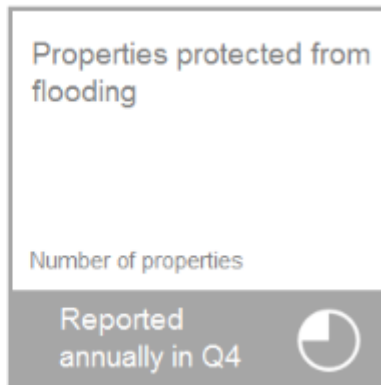 Properties protected from
flooding
Number of properties
Reported
annually in Q4